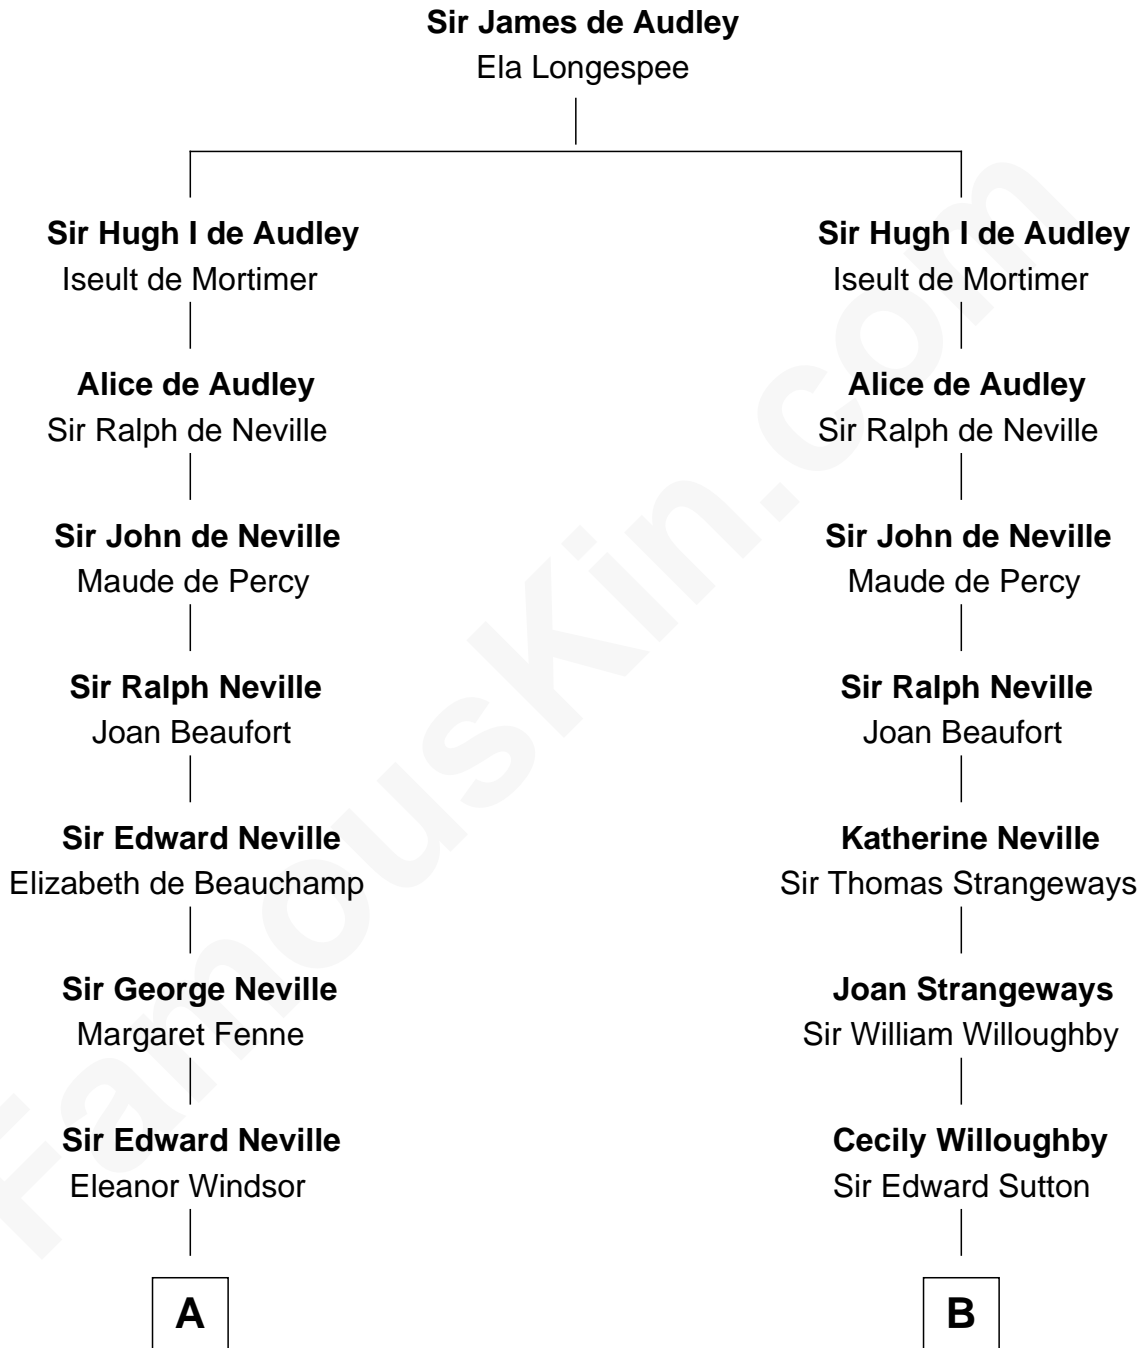 Sir James de Audley
Ela Longespee
Sir Hugh I de Audley
Iseult de Mortimer
Sir Hugh I de Audley
Iseult de Mortimer
Alice de Audley
Sir Ralph de Neville
Alice de Audley
Sir Ralph de Neville
Sir John de Neville
Maude de Percy
Sir John de Neville
Maude de Percy
Sir Ralph Neville
Joan Beaufort
Sir Ralph Neville
Joan Beaufort
Sir Edward Neville
Elizabeth de Beauchamp
Katherine Neville
Sir Thomas Strangeways
Sir George Neville
Margaret Fenne
Joan Strangeways
Sir William Willoughby
Sir Edward Neville
Eleanor Windsor
Cecily Willoughby
Sir Edward Sutton
A
B
FamousKin.com